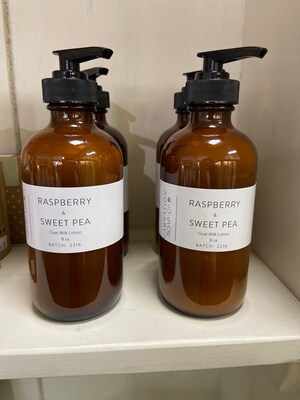 RASPBERRY
&
SWEET PEA
Goat Milk Lotion
8 oz
BATCH- 2316
RASPBERRY
&
SWEET PEA
Goat Milk Lotion
8 oz
BATCH- 2316